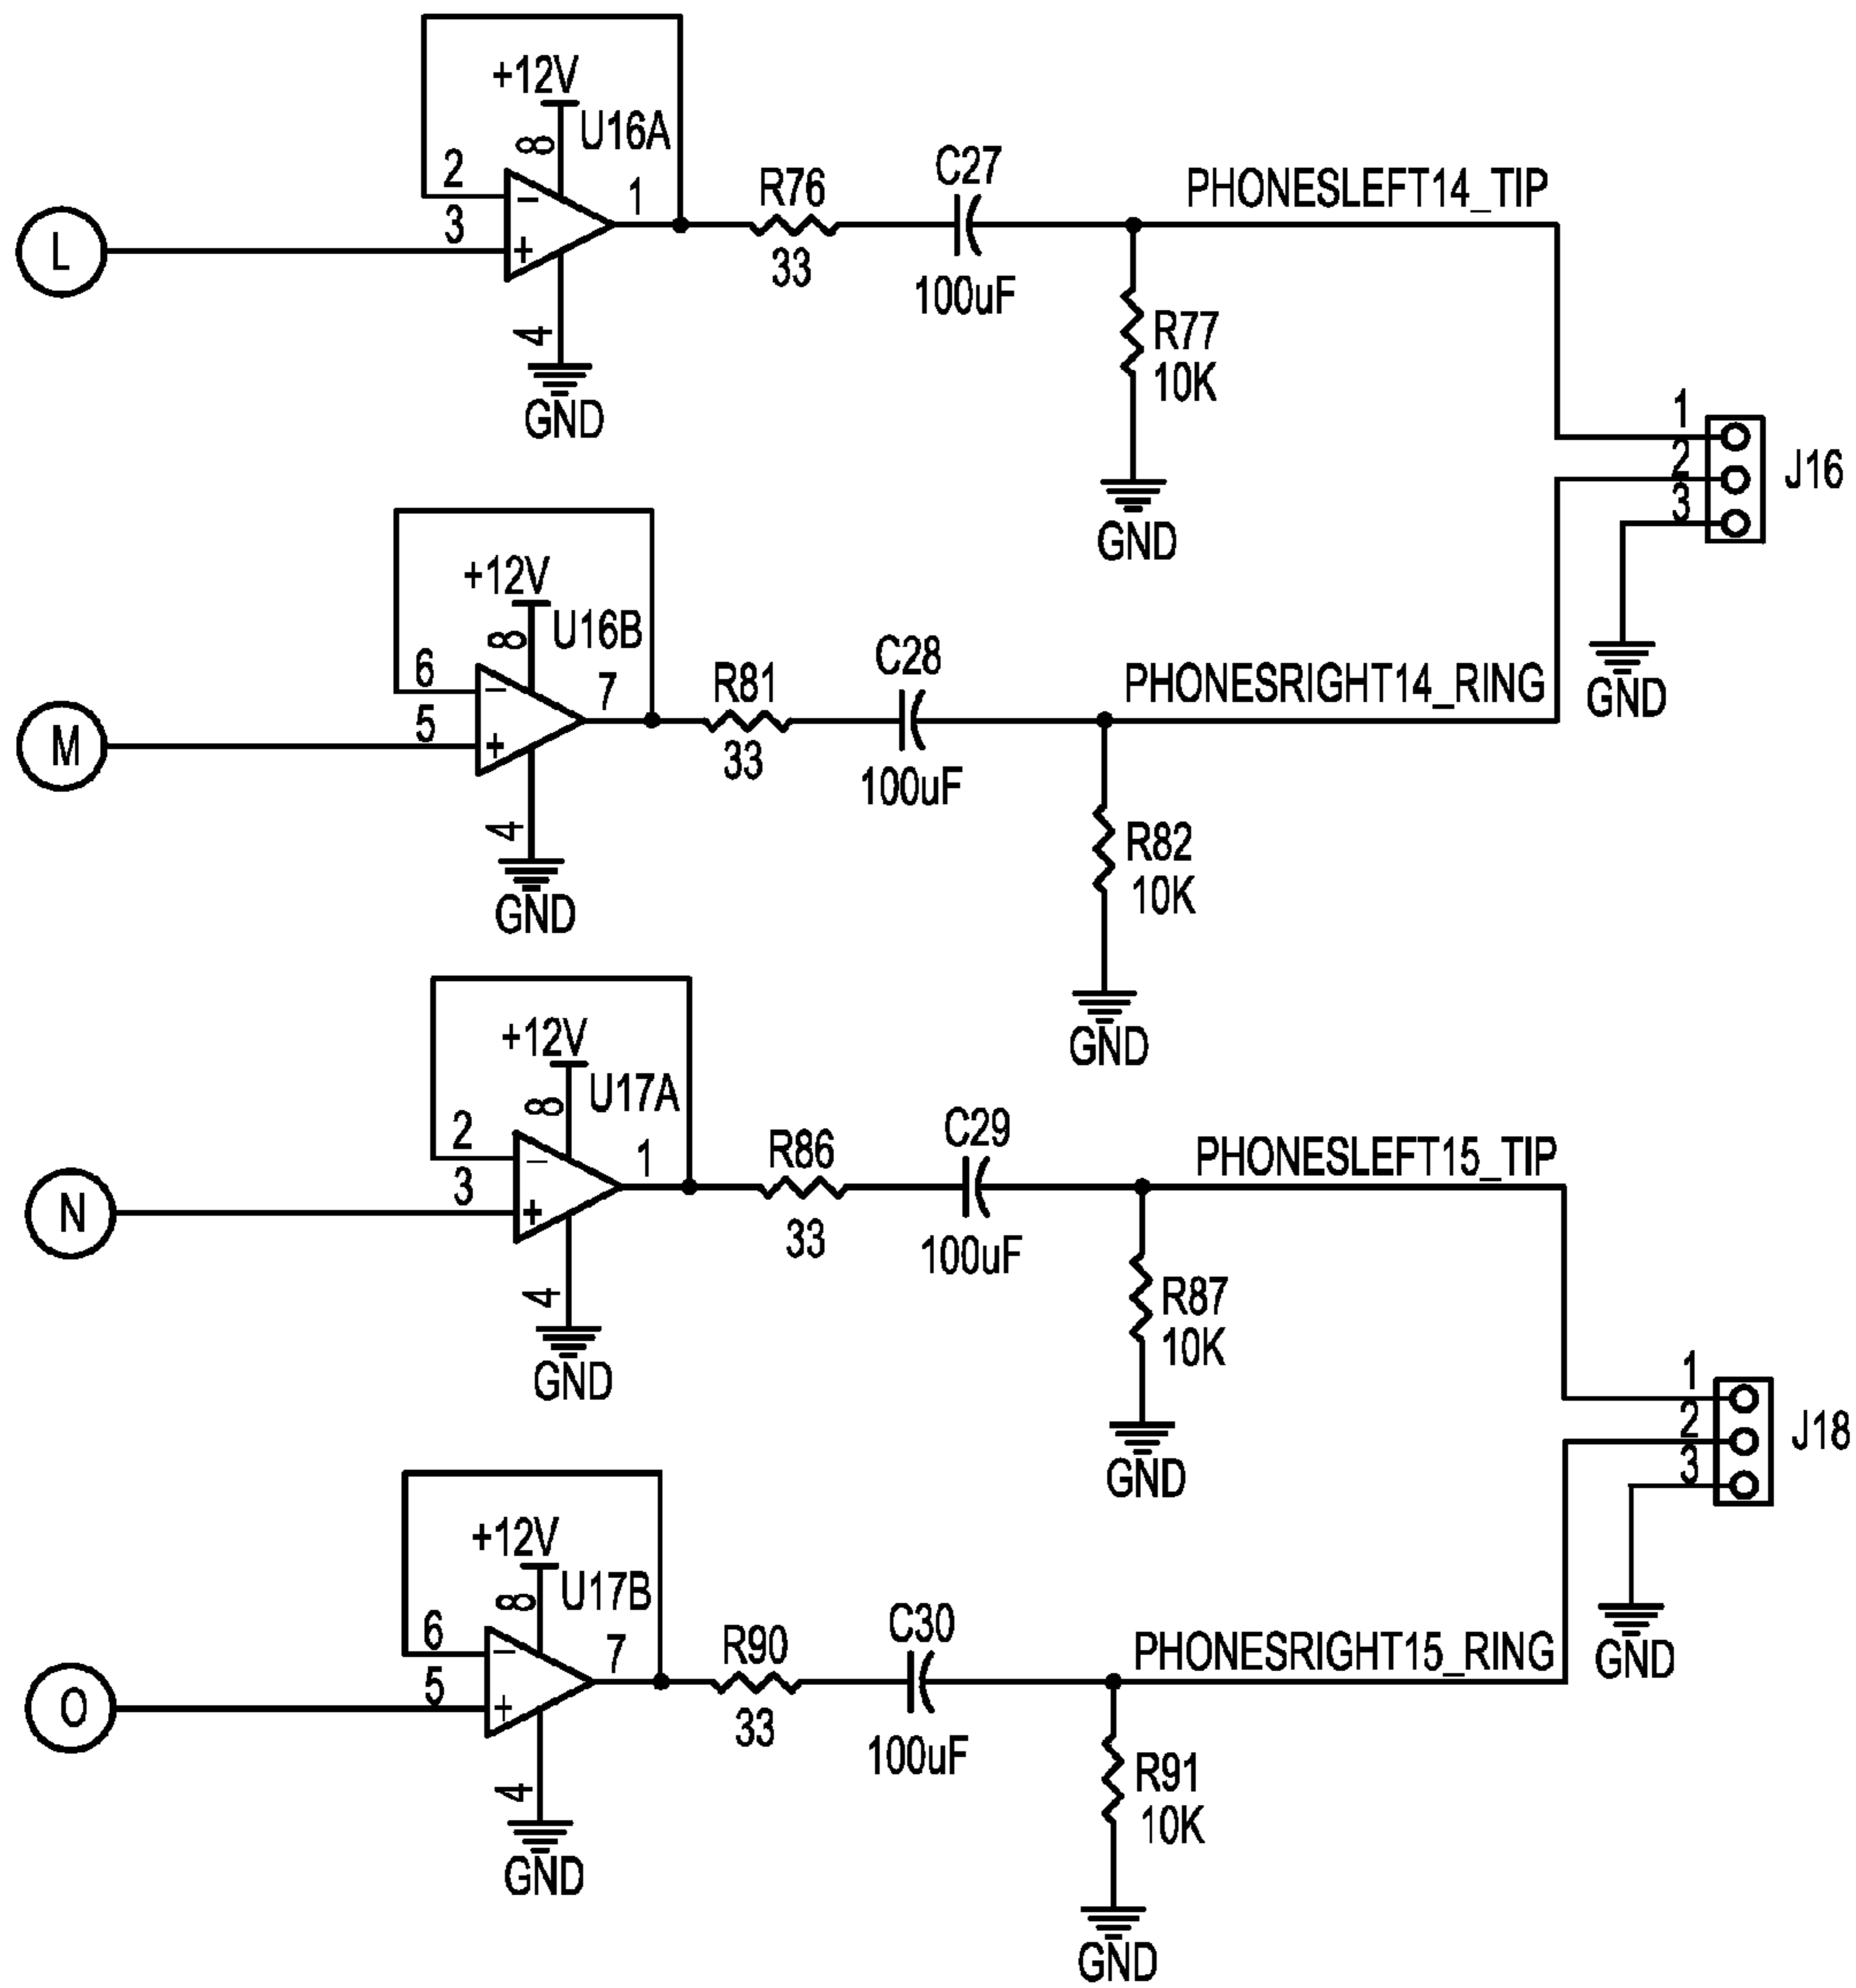 +12V
U16A
8
2
3
1
4
GND
L
R76
33
C27
100uF
PHONESLEFT14_TIP
R77
10K
GND
1
2
3
J16
GND
+12V
U16B
8
6
5
7
4
GND
M
R81
33
C28
100uF
PHONESRIGHT14_RING
R82
10K
GND
+12V
U17A
8
2
3
1
4
GND
N
R86
33
C29
100uF
PHONESLEFT15_TIP
R87
10K
GND
1
2
3
J18
GND
+12V
U17B
8
6
5
7
4
GND
O
R90
33
C30
100uF
PHONESRIGHT15_RING
R91
10K
GND